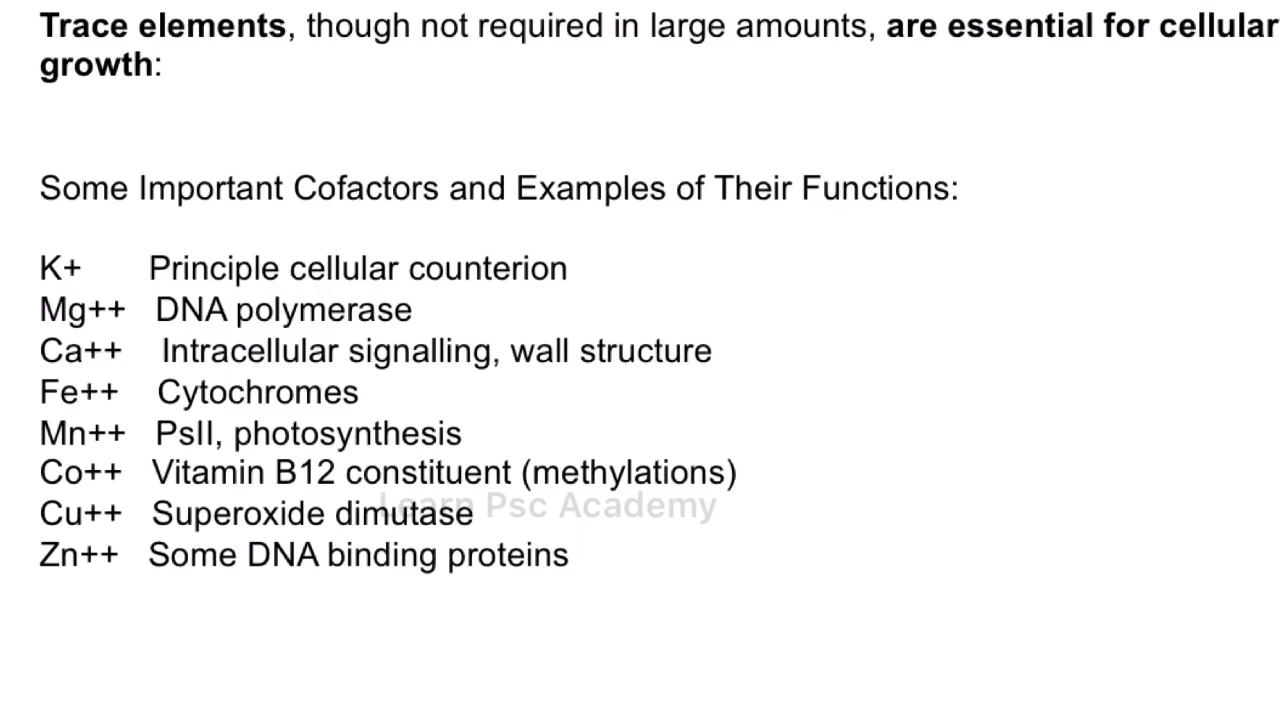 Trace elements, though not required in large amounts, are essential for cellular
growth:
Some Important Cofactors and Examples of Their Functions:
K+ Principle cellular counterion
Mg++ DNA polymerase
Ca++ Intracellular signalling, wall structure
Fe++ Cytochromes
Mn++ PsII, photosynthesis
Co++ Vitamin B12 constituent (methylations)
Learn Psc Academy
Cu++ Superoxide dimutase
Zn++ Some DNA binding proteins